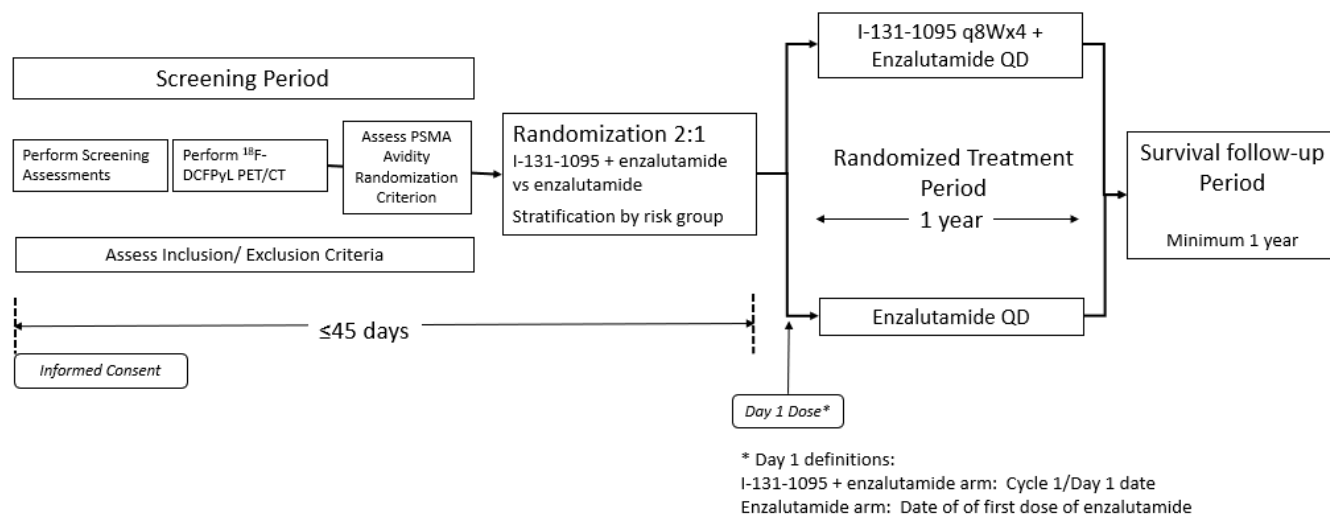 Screening Period
Perform Screening
Assessments
Perform ¹⁸F-
DCFPyL PET/CT
Assess PSMA
Avidity
Randomization
Criterion
Assess Inclusion/ Exclusion Criteria
≤45 days
Informed Consent
Randomization 2:1
I-131-1095 + enzalutamide
vs enzalutamide
Stratification by risk group
I-131-1095 q8Wx4 +
Enzalutamide QD
Randomized Treatment
Period
1 year
Enzalutamide QD
Day 1 Dose*
Survival follow-up
Period
Minimum 1 year
* Day 1 definitions:
I-131-1095 + enzalutamide arm: Cycle 1/Day 1 date
Enzalutamide arm: Date of of first dose of enzalutamide